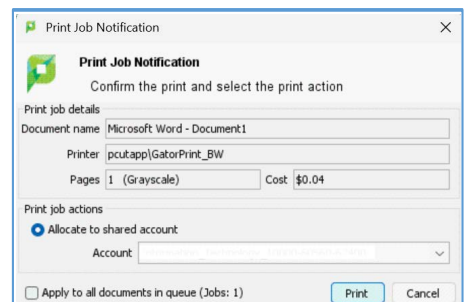 Print Job Notification
Print Job Notification
Confirm the print and select the print action
Print job details
Document name Microsoft Word - Document1
Printer pcutapp\GatorPrint_BW
Pages 1 (Grayscale) Cost $0.04
Print job actions
Allocate to shared account
Account
Apply to all documents in queue (Jobs: 1) Print Cancel